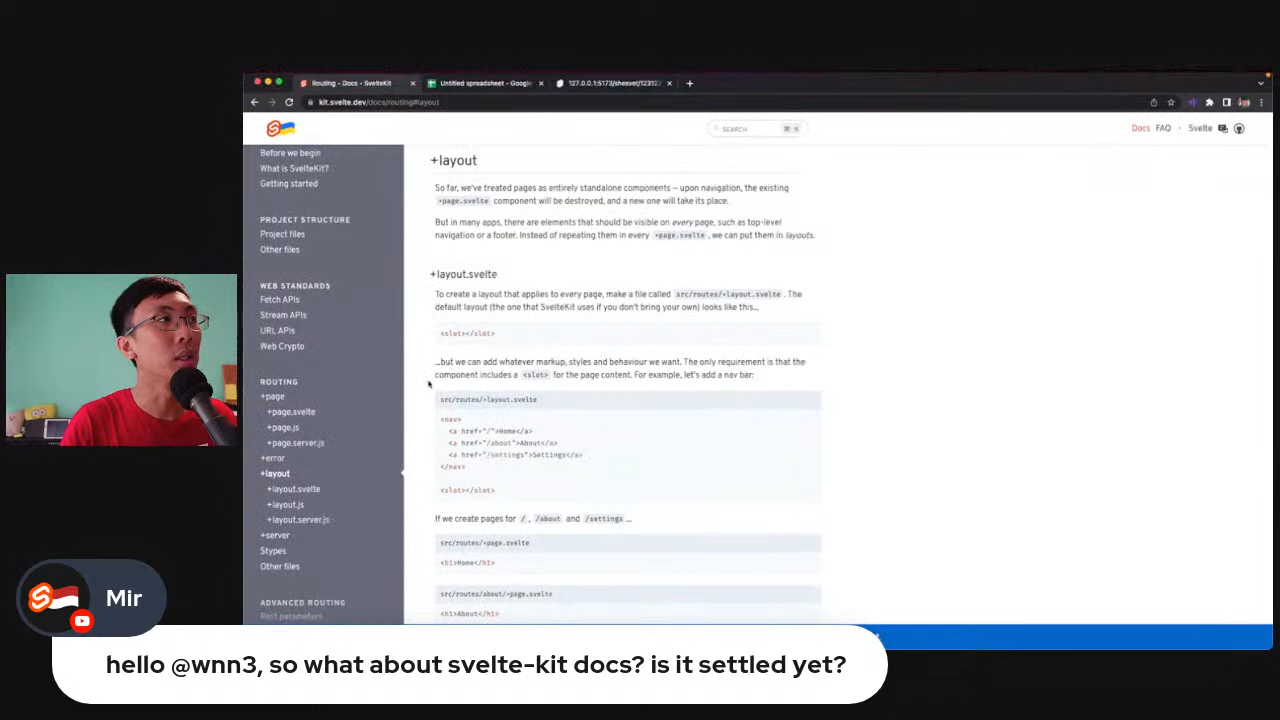 Routing • Docs • SvelteKit
Untitled spreadsheet - Google
127.0.0.1:5173/shesvet/12312
kit.svelte.dev/docs/routing#layout
SEARCH
⌘ K
Docs FAQ • Svelte
Before we begin
What is SvelteKit?
Getting started
PROJECT STRUCTURE
Project files
Other files
WEB STANDARDS
Fetch APIs
Stream APIs
URL APIs
Web Crypto
ROUTING
+page
+page.svelte
+page.js
+page.server.js
+error
+layout
+layout.svelte
+layout.js
+layout.server.js
+server
$types
Other files
ADVANCED ROUTING
Rest parameters
+layout
So far, we've treated pages as entirely standalone components — upon navigation, the existing
+page.svelte component will be destroyed, and a new one will take its place.
But in many apps, there are elements that should be visible on every page, such as top-level
navigation or a footer. Instead of repeating them in every +page.svelte, we can put them in layouts.
+layout.svelte
To create a layout that applies to every page, make a file called src/routes/+layout.svelte. The
default layout (the one that SvelteKit uses if you don't bring your own) looks like this...
<slot></slot>
...but we can add whatever markup, styles and behaviour we want. The only requirement is that the
component includes a <slot> for the page content. For example, let's add a nav bar:
src/routes/+layout.svelte
<nav>
<a href="/">Home</a>
<a href="/about">About</a>
<a href="/settings">Settings</a>
</nav>
<slot></slot>
If we create pages for /, /about and /settings...
src/routes/+page.svelte
<h1>Home</h1>
src/routes/about/+page.svelte
<h1>About</h1>
Mir
hello @wnn3, so what about svelte-kit docs? is it settled yet?